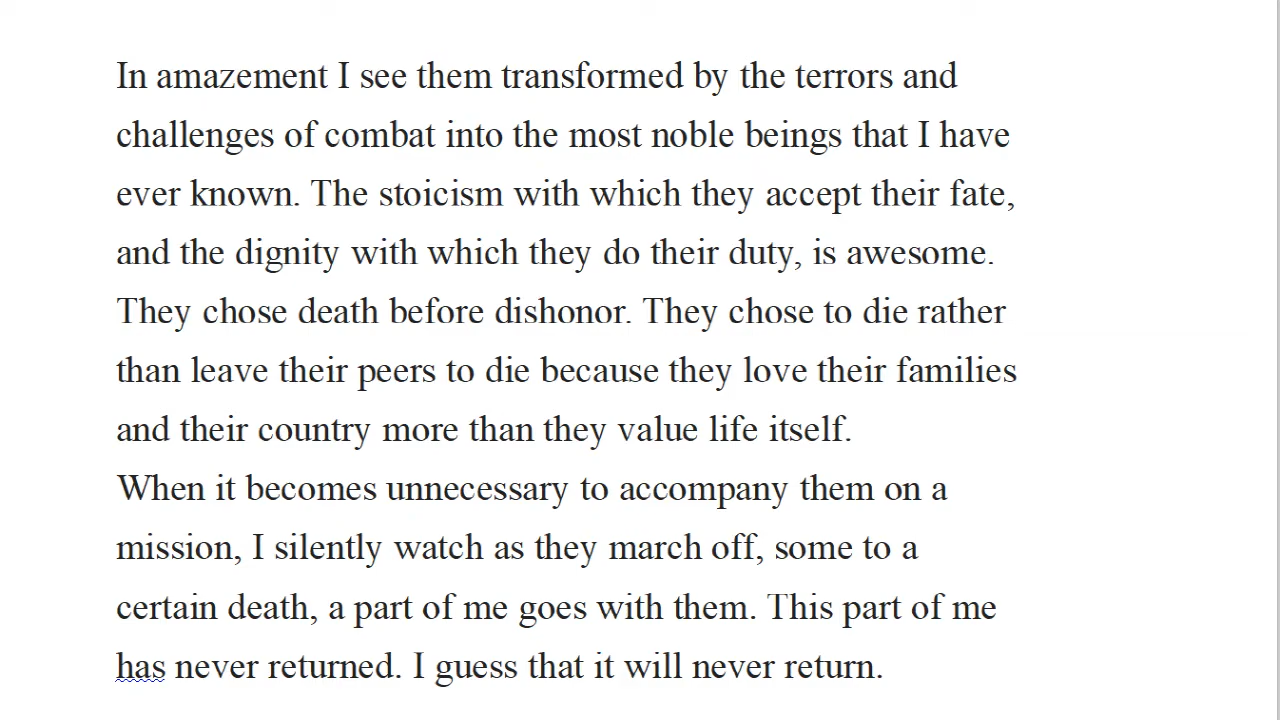 In amazement I see them transformed by the terrors and
challenges of combat into the most noble beings that I have
ever known. The stoicism with which they accept their fate,
and the dignity with which they do their duty, is awesome.
They chose death before dishonor. They chose to die rather
than leave their peers to die because they love their families
and their country more than they value life itself.
When it becomes unnecessary to accompany them on a
mission, I silently watch as they march off, some to a
certain death, a part of me goes with them. This part of me
has never returned. I guess that it will never return.